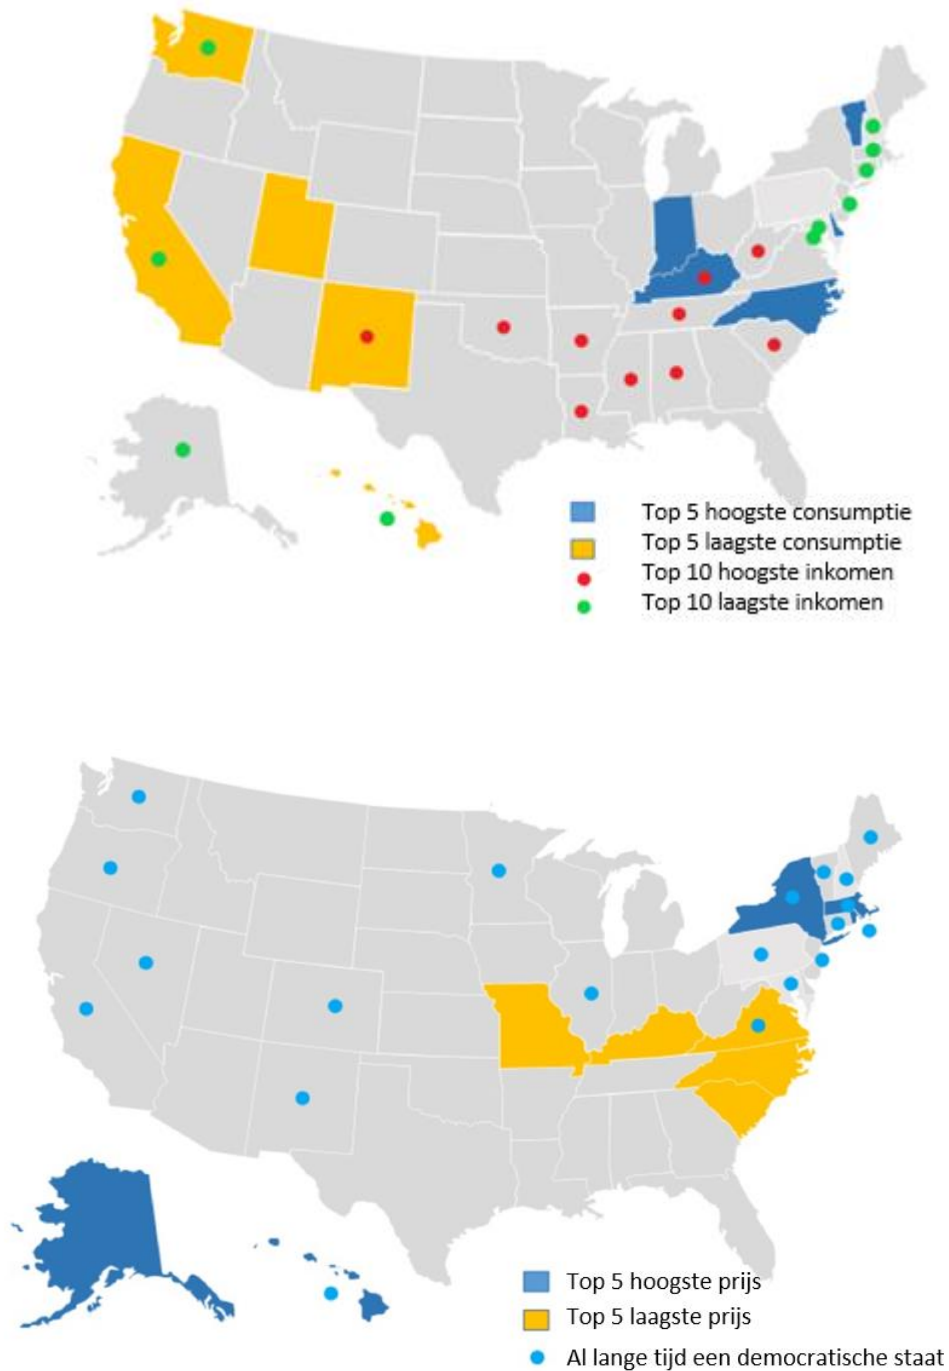 Top 5 hoogste consumptie
Top 5 laagste consumptie
Top 10 hoogste inkomen
Top 10 laagste inkomen
Top 5 hoogste prijs
Top 5 laagste prijs
Al lange tijd een democratische staat